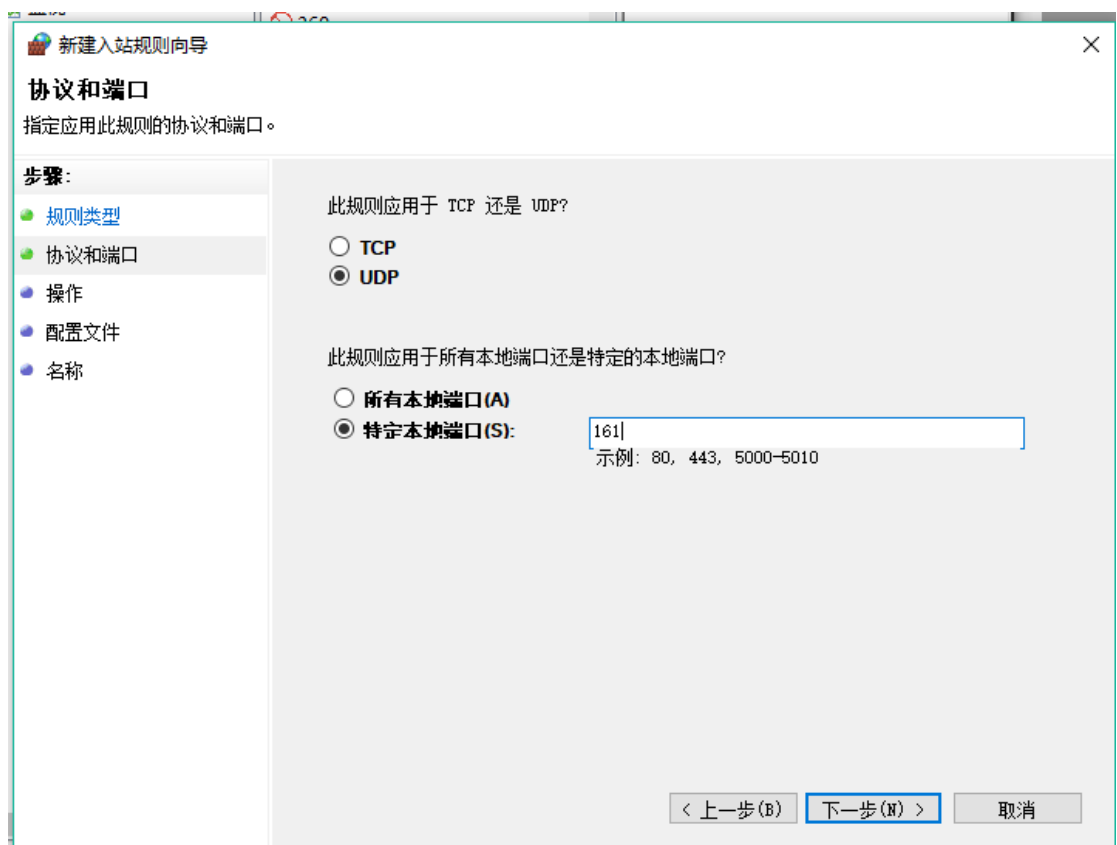 新建入站规则向导
协议和端口
指定应用此规则的协议和端口。
步骤:
规则类型
协议和端口
操作
配置文件
名称
此规则应用于 TCP 还是 UDP?
TCP
UDP
此规则应用于所有本地端口还是特定的本地端口?
所有本地端口(A)
特定本地端口(S):
161
示例: 80, 443, 5000-5010
< 上一步(B)
下一步(N) >
取消